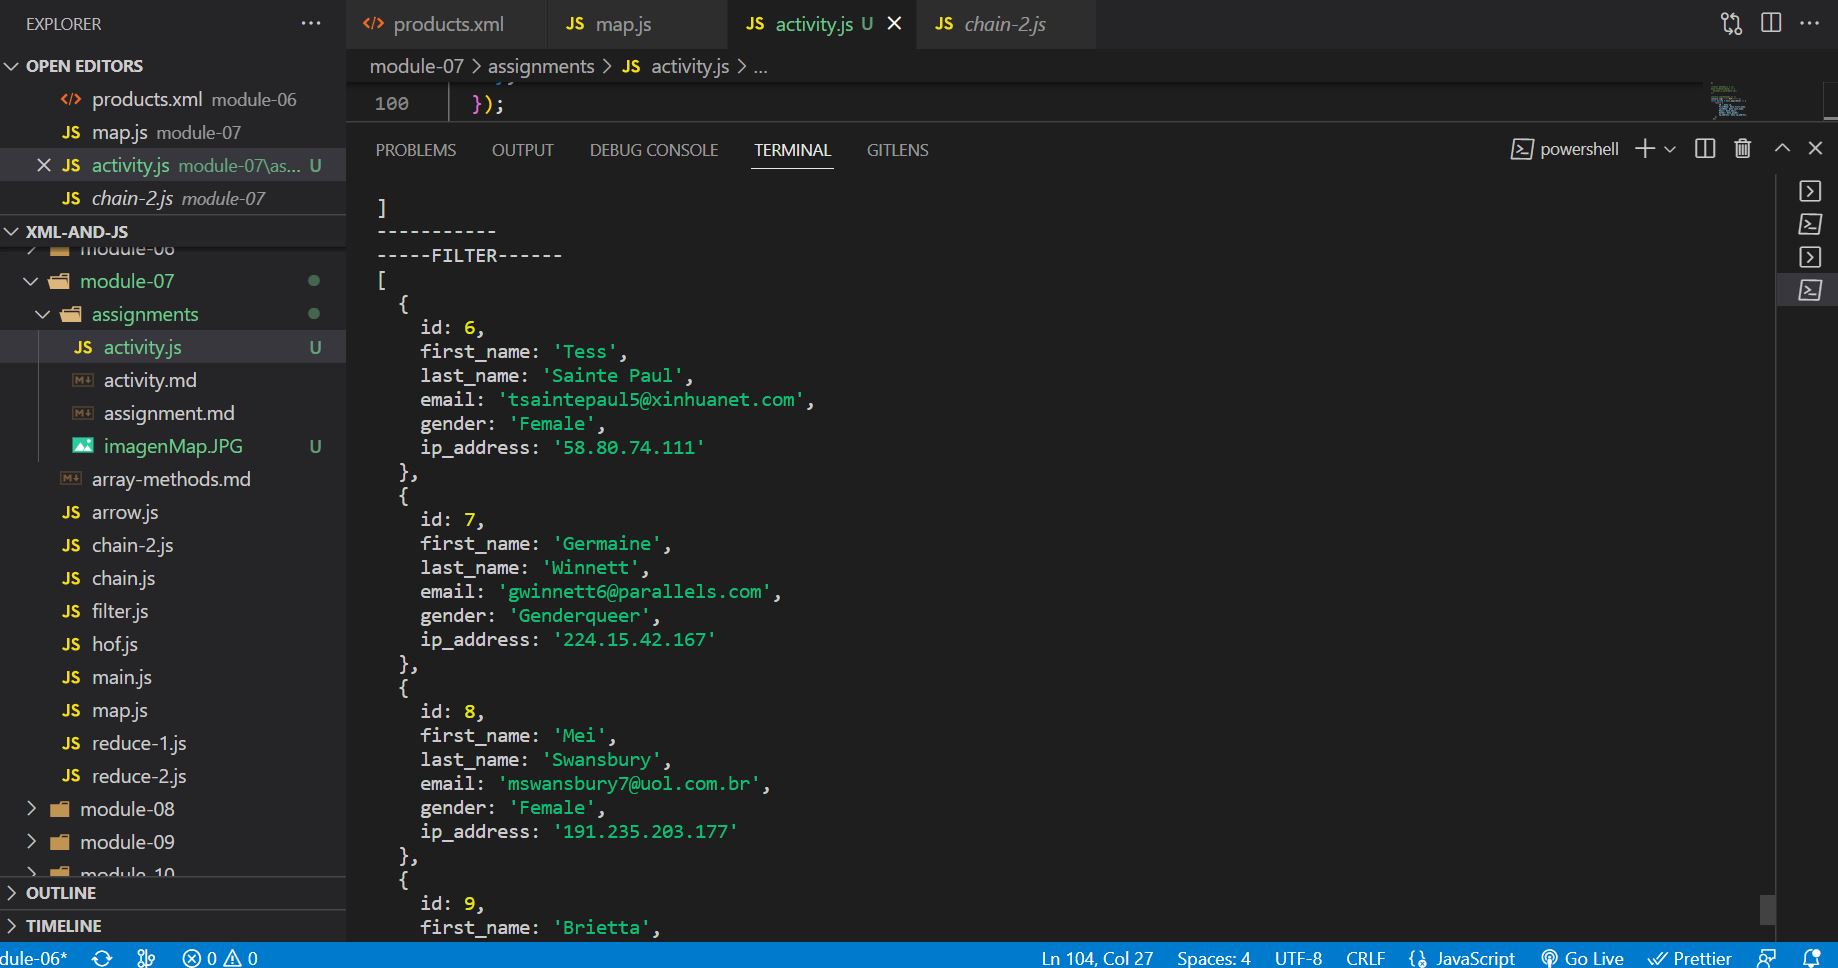 EXPLORER
OPEN EDITORS
products.xml module-06
JS map.js module-07
JS activity.js module-07\as... U
JS chain-2.js module-07
XML-AND-JS
module-06
module-07
assignments
JS activity.js U
activity.md
assignment.md
imagenMap.JPG U
array-methods.md
JS arrow.js
JS chain-2.js
JS chain.js
JS filter.js
JS hof.js
JS main.js
JS map.js
JS reduce-1.js
JS reduce-2.js
module-08
module-09
module-10
OUTLINE
TIMELINE
products.xml JS map.js JS activity.js U JS chain-2.js
module-07 > assignments > JS activity.js > ...
100 });
PROBLEMS OUTPUT DEBUG CONSOLE TERMINAL GITLENS powershell
]
-----------
-----FILTER------
[
{
id: 6,
first_name: 'Tess',
last_name: 'Sainte Paul',
email: 'tsaintepaul5@xinhuanet.com',
gender: 'Female',
ip_address: '58.80.74.111'
},
{
id: 7,
first_name: 'Germaine',
last_name: 'Winnett',
email: 'gwinnett6@parallels.com',
gender: 'Genderqueer',
ip_address: '224.15.42.167'
},
{
id: 8,
first_name: 'Mei',
last_name: 'Swansbury',
email: 'mswansbury7@uol.com.br',
gender: 'Female',
ip_address: '191.235.203.177'
},
{
id: 9,
first_name: 'Brietta',
dule-06* 0 0 Ln 104, Col 27 Spaces: 4 UTF-8 CRLF JavaScript Go Live Prettier